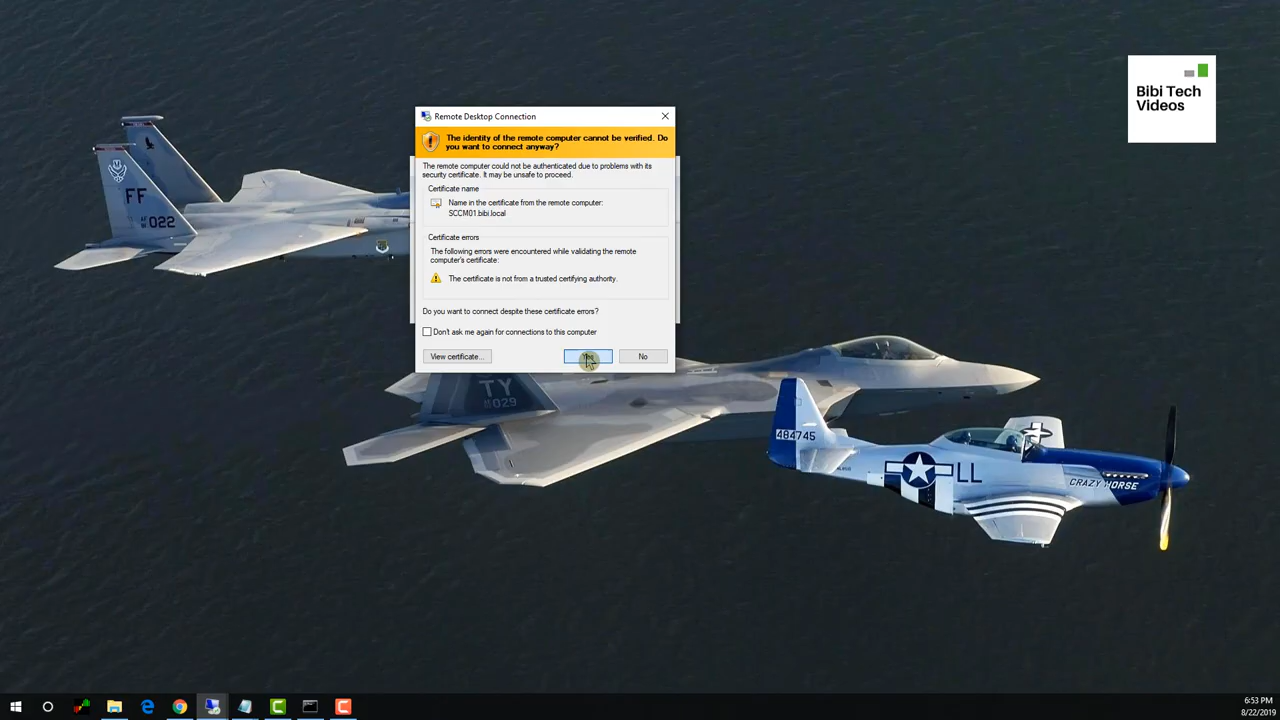 Bibi Tech
Videos
Remote Desktop Connection
The identity of the remote computer cannot be verified. Do
you want to connect anyway?
The remote computer could not be authenticated due to problems with its
security certificate. It may be unsafe to proceed.
Certificate name
Name in the certificate from the remote computer:
SCCM01.bibi.local
Certificate errors
The following errors were encountered while validating the remote
computer's certificate:
The certificate is not from a trusted certifying authority.
Do you want to connect despite these certificate errors?
Don't ask me again for connections to this computer
View certificate...
Yes
No
FF
022
TY
029
484745
LL
CRAZY HORSE
6:53 PM
8/22/2019